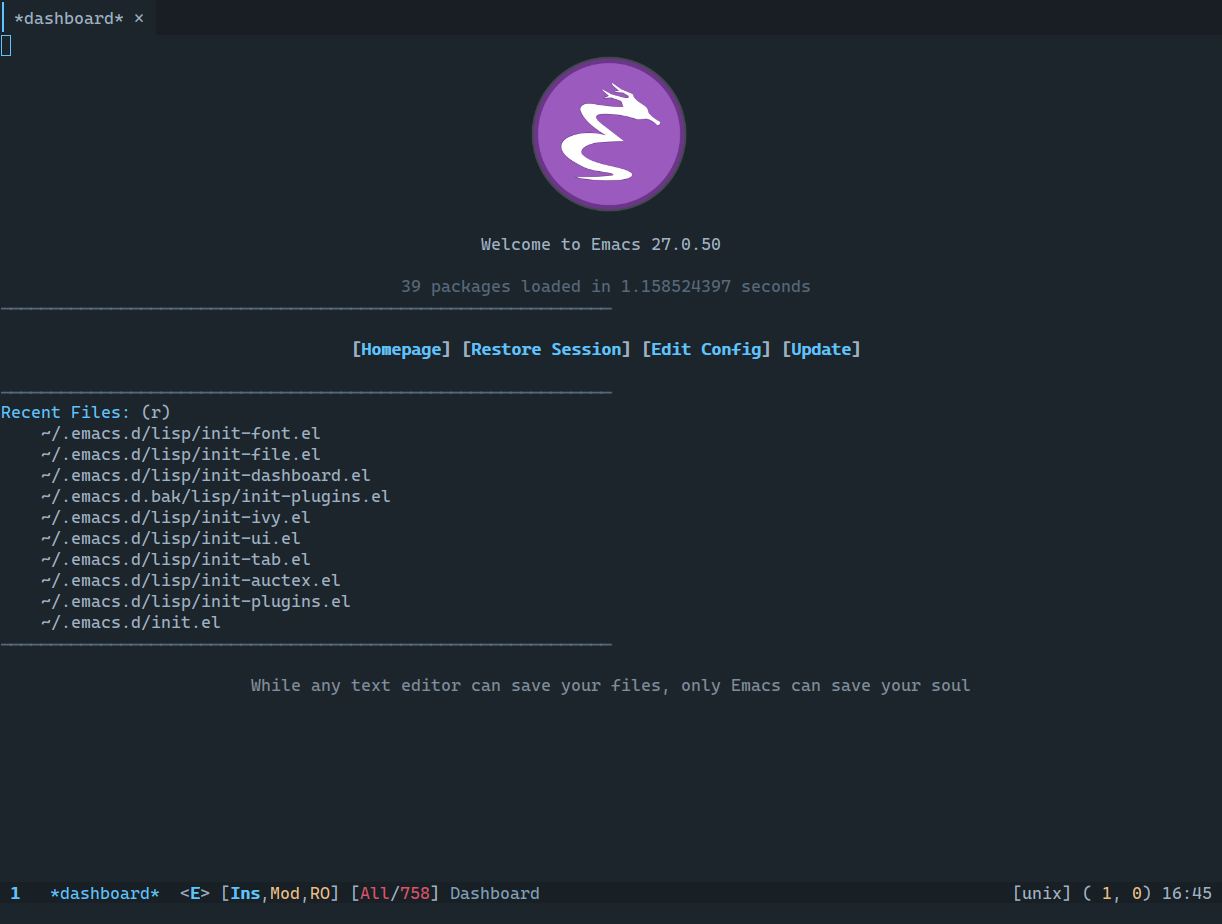 *dashboard* ×
Welcome to Emacs 27.0.50
39 packages loaded in 1.158524397 seconds
[Homepage] [Restore Session] [Edit Config] [Update]
Recent Files: (r)
~/.emacs.d/lisp/init-font.el
~/.emacs.d/lisp/init-file.el
~/.emacs.d/lisp/init-dashboard.el
~/.emacs.d.bak/lisp/init-plugins.el
~/.emacs.d/lisp/init-ivy.el
~/.emacs.d/lisp/init-ui.el
~/.emacs.d/lisp/init-tab.el
~/.emacs.d/lisp/init-auctex.el
~/.emacs.d/lisp/init-plugins.el
~/.emacs.d/init.el
While any text editor can save your files, only Emacs can save your soul
1 *dashboard* <E> [Ins,Mod,RO] [All/758] Dashboard [unix] ( 1, 0) 16:45